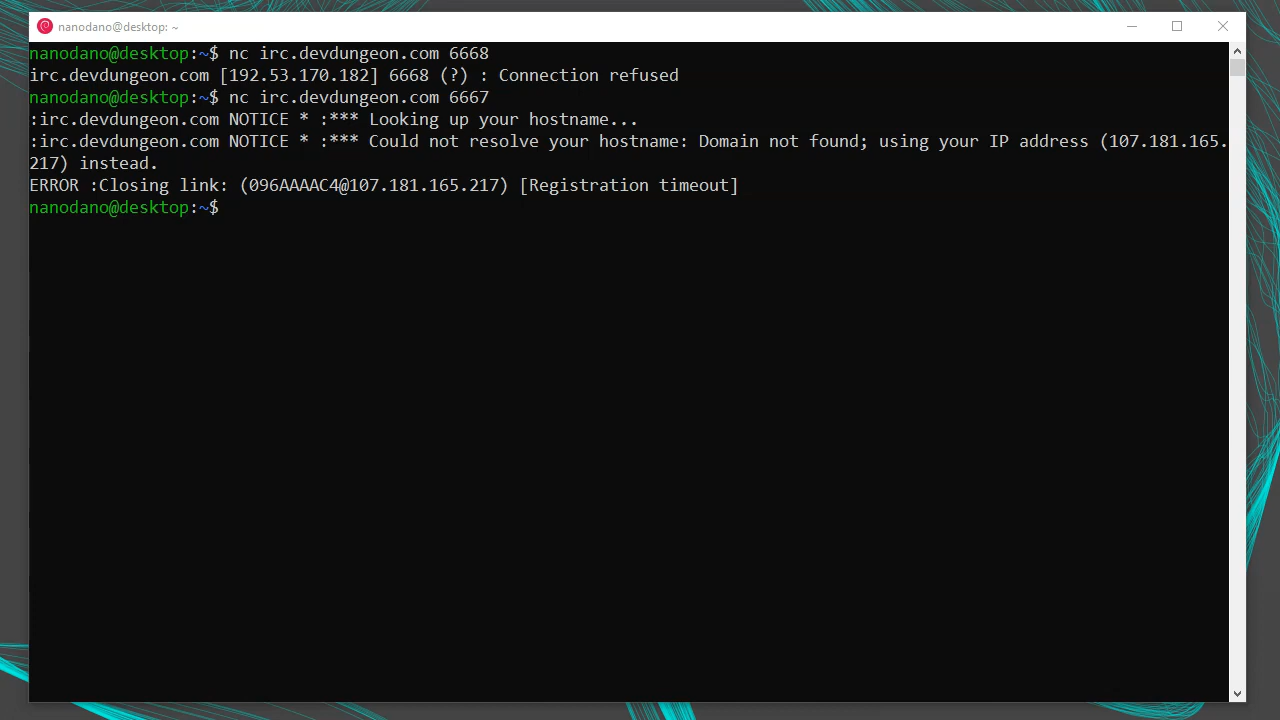 nanodano@desktop: ~
nanodano@desktop:~$ nc irc.devdungeon.com 6668
irc.devdungeon.com [192.53.170.182] 6668 (?) : Connection refused
nanodano@desktop:~$ nc irc.devdungeon.com 6667
:irc.devdungeon.com NOTICE * :*** Looking up your hostname...
:irc.devdungeon.com NOTICE * :*** Could not resolve your hostname: Domain not found; using your IP address (107.181.165.
217) instead.
ERROR :Closing link: (096AAAAC4@107.181.165.217) [Registration timeout]
nanodano@desktop:~$